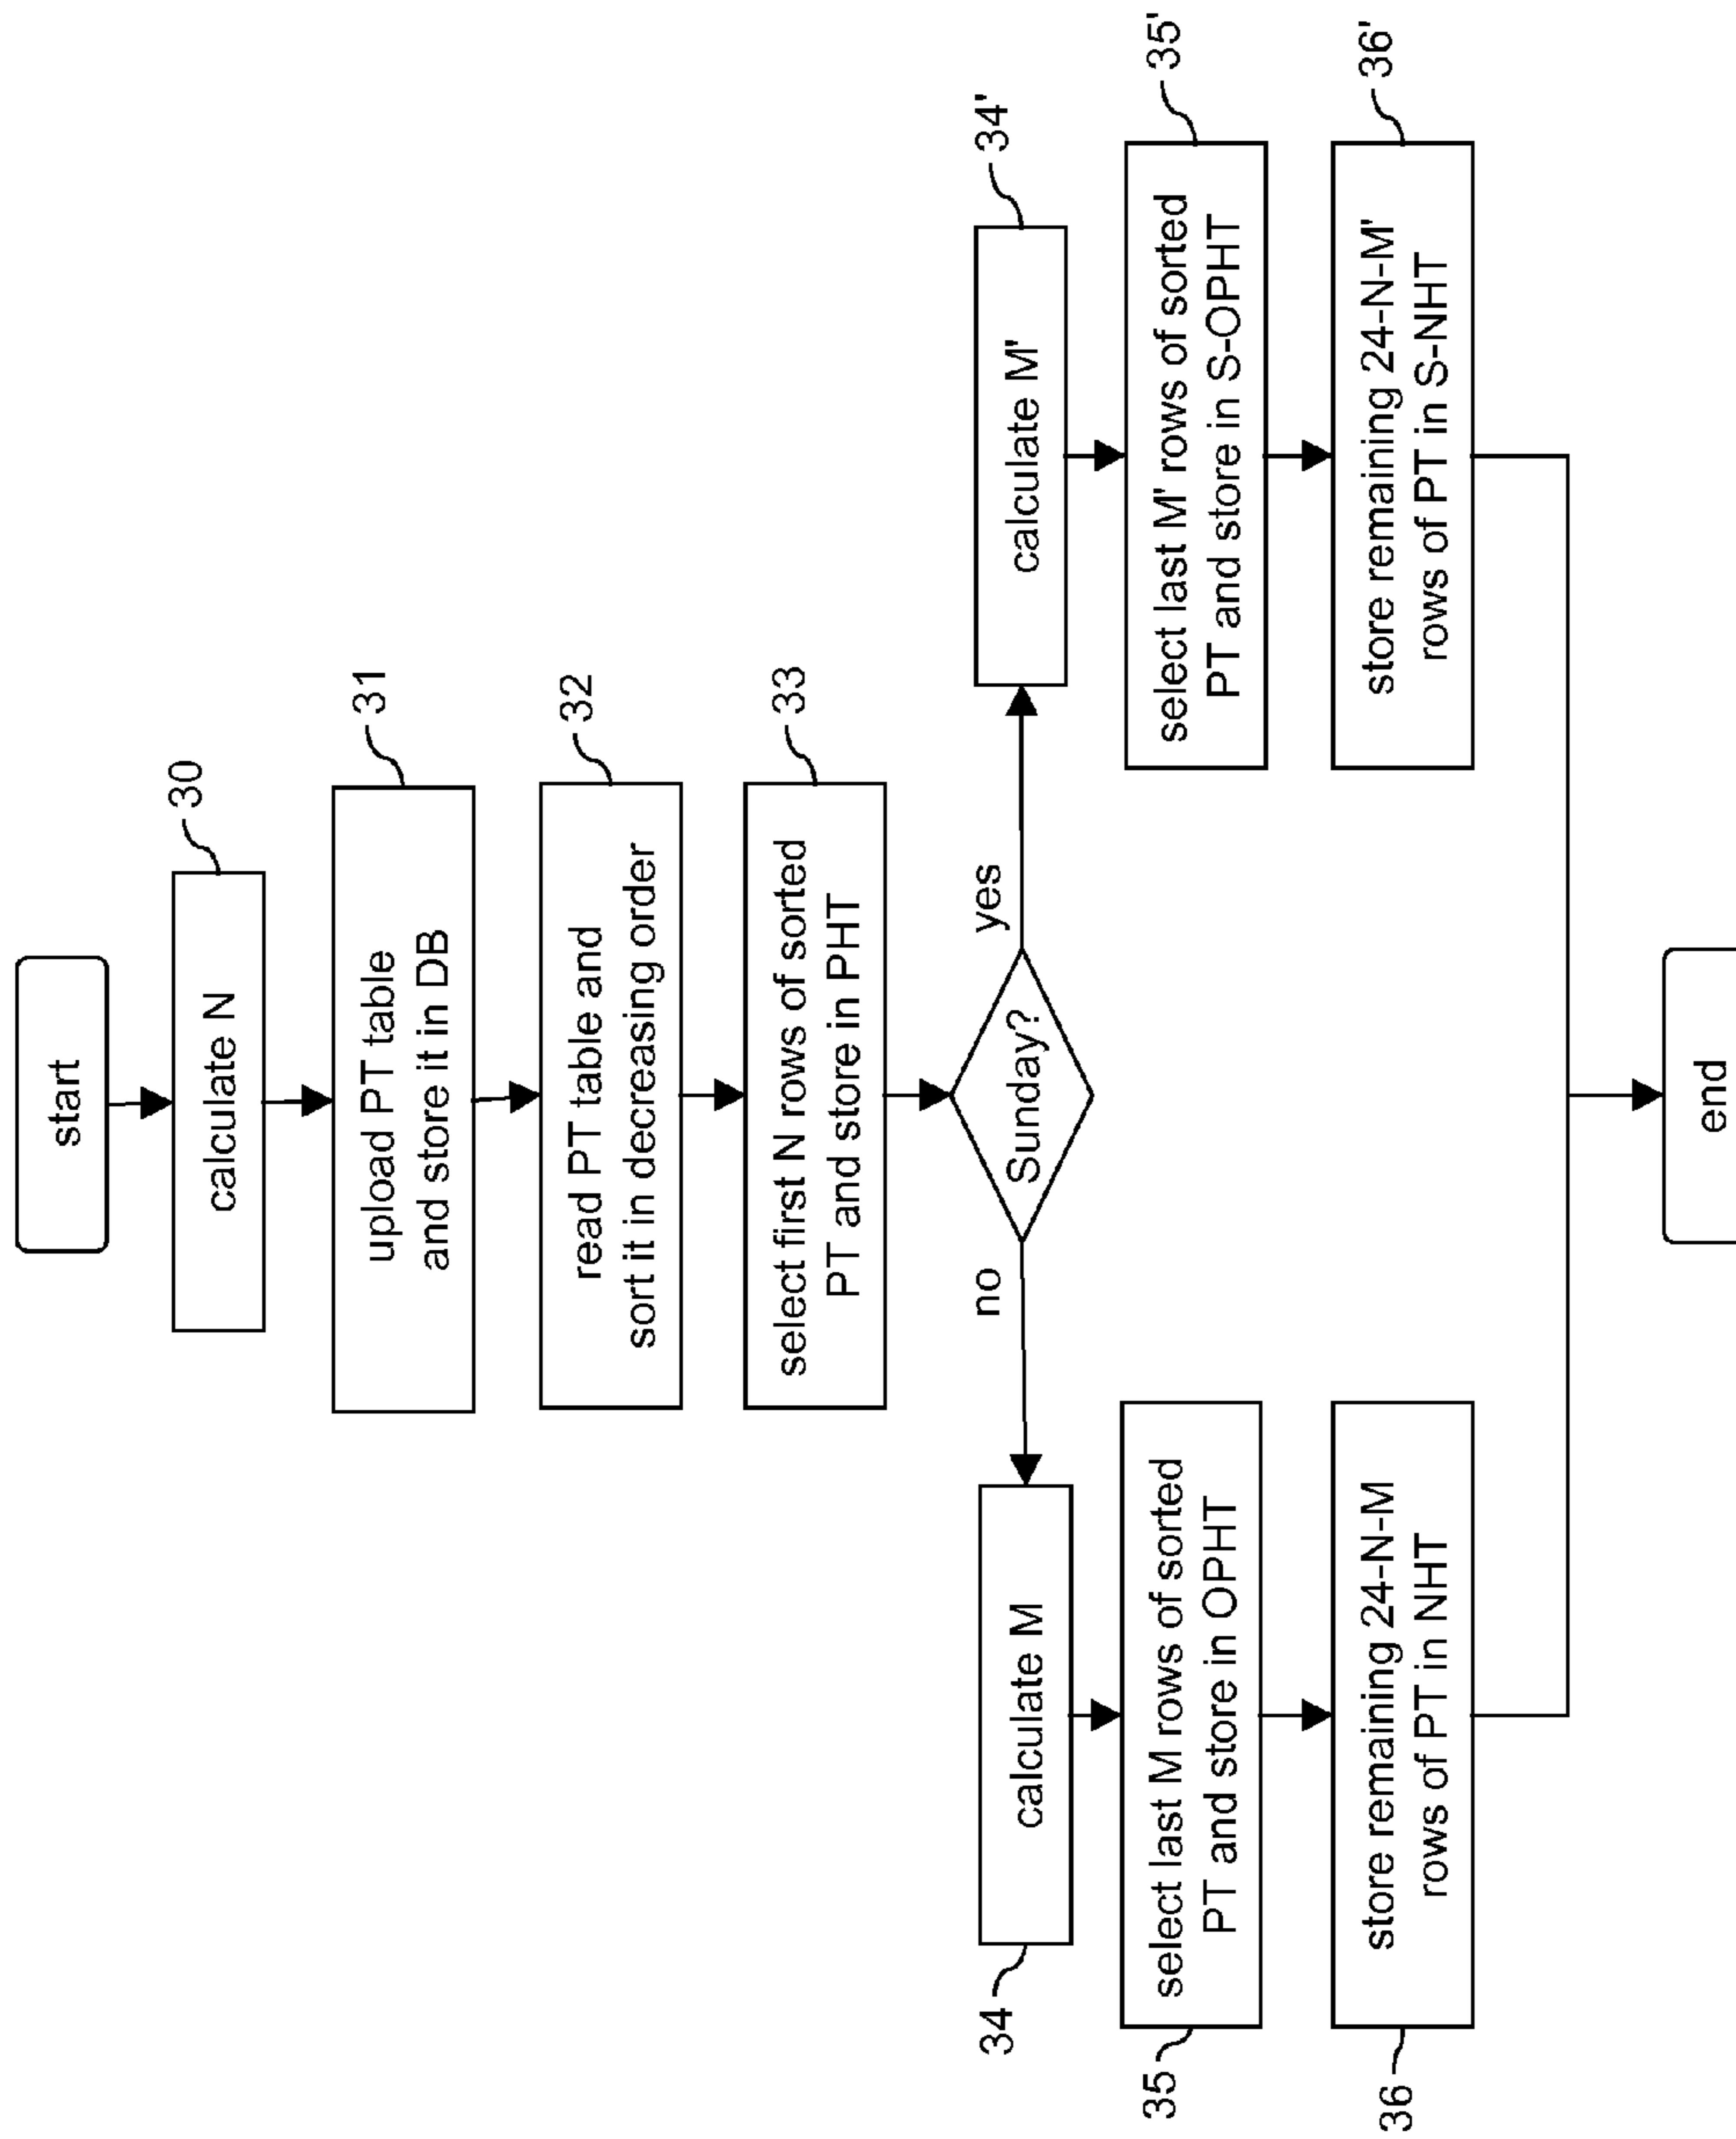 start
30
calculate N
31
upload PT table
and store it in DB
32
read PT table and
sort it in decreasing order
33
select first N rows of sorted
PT and store in PHT
Sunday?
no
yes
34
calculate M
35
select last M rows of sorted
PT and store in OPHT
36
store remaining 24-N-M
rows of PT in NHT
34'
calculate M'
35'
select last M' rows of sorted
PT and store in S-OPHT
36'
store remaining 24-N-M'
rows of PT in S-NHT
end